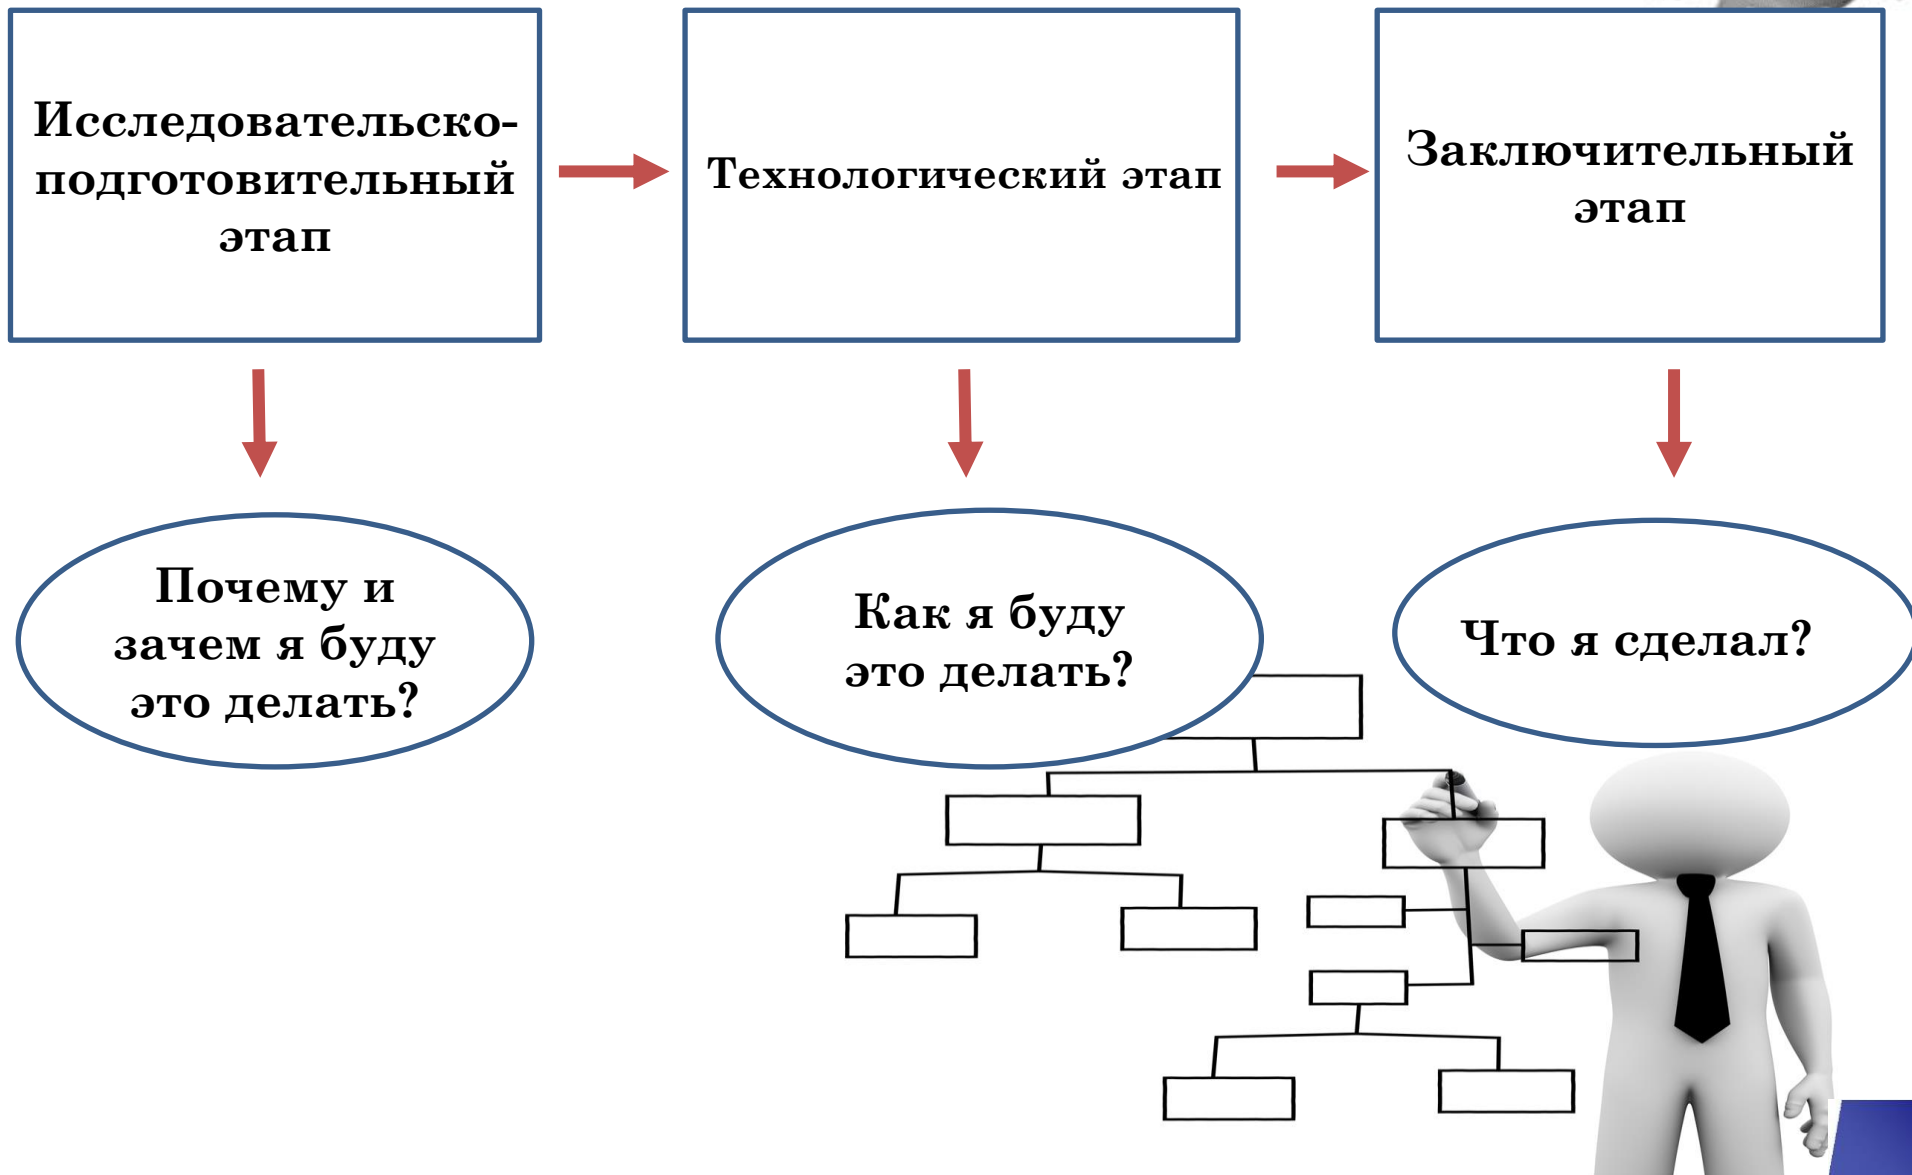 Исследовательско-
подготовительный
этап
Технологический этап
Заключительный
этап
Почему и
зачем я буду
это делать?
Как я буду
это делать?
Что я сделал?